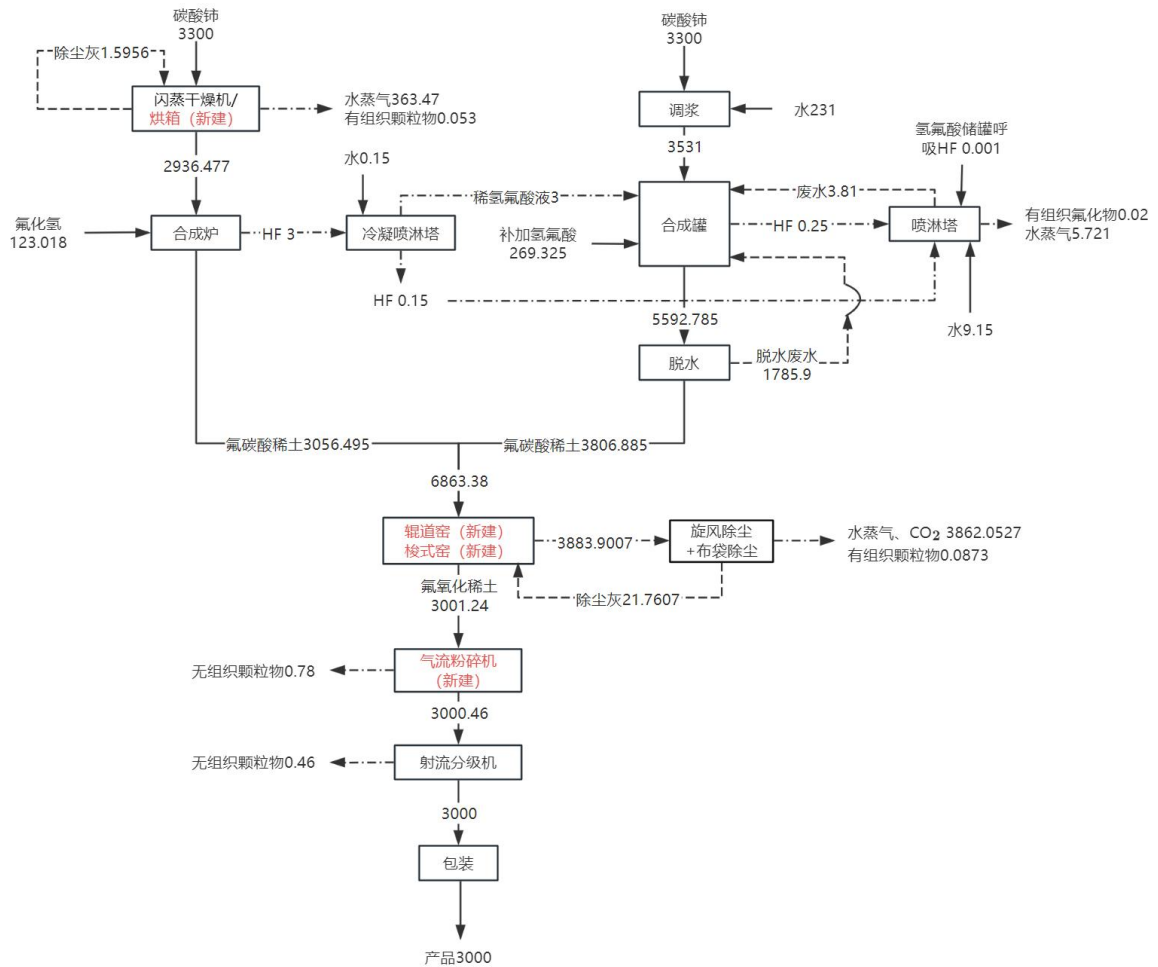 碳酸铈
3300
除尘灰1.5956
闪蒸干燥机/
烘箱（新建）
水蒸气363.47
有组织颗粒物0.053
2936.477
氟化氢
123.018
合成炉
HF 3
水0.15
冷凝喷淋塔
稀氢氟酸液3
HF 0.15
碳酸铈
3300
调浆
水231
3531
合成罐
补加氢氟酸
269.325
废水3.81
HF 0.25
氢氟酸储罐呼
吸HF 0.001
喷淋塔
有组织氟化物0.02
水蒸气5.721
水9.15
5592.785
脱水
脱水废水
1785.9
氟碳酸稀土3056.495
氟碳酸稀土3806.885
6863.38
辊道窑（新建）
梭式窑（新建）
3883.9007
旋风除尘
+布袋除尘
水蒸气、CO₂ 3862.0527
有组织颗粒物0.0873
除尘灰21.7607
氟氧化稀土
3001.24
气流粉碎机
（新建）
无组织颗粒物0.78
3000.46
射流分级机
无组织颗粒物0.46
3000
包装
产品3000